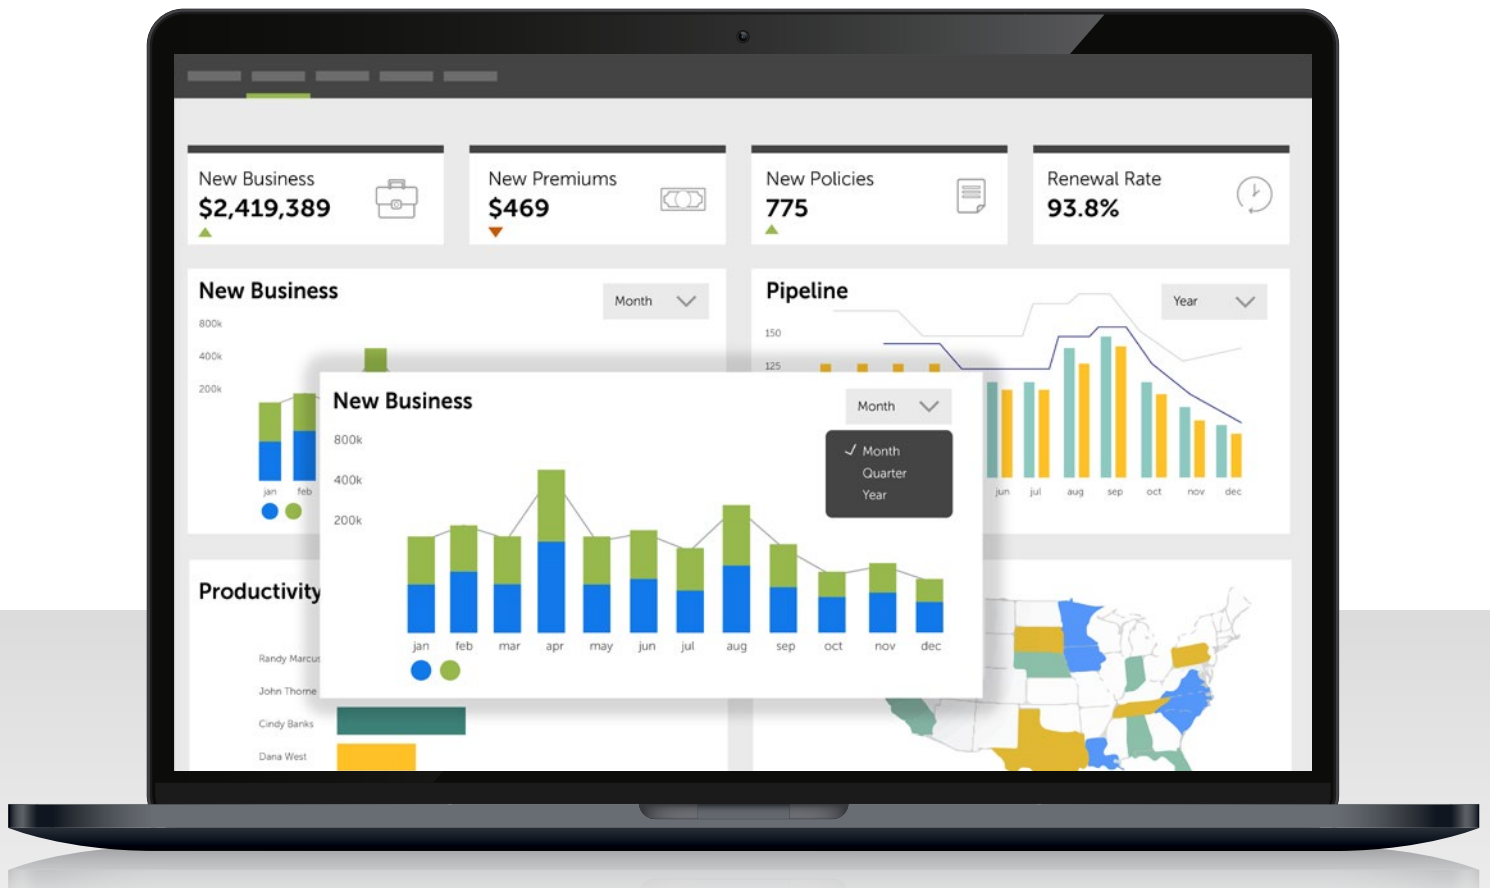 New Business
$2,419,389
New Premiums
$469
New Policies
775
Renewal Rate
93.8%
New Business
Month
800k
400k
200k
jan feb
Pipeline
Year
150
125
jun jul aug sep oct nov dec
New Business
Month
800k
400k
200k
Month
Quarter
Year
jan feb mar apr may jun jul aug sep oct nov dec
Productivity
Randy Marcus
John Thorne
Cindy Banks
Dana West